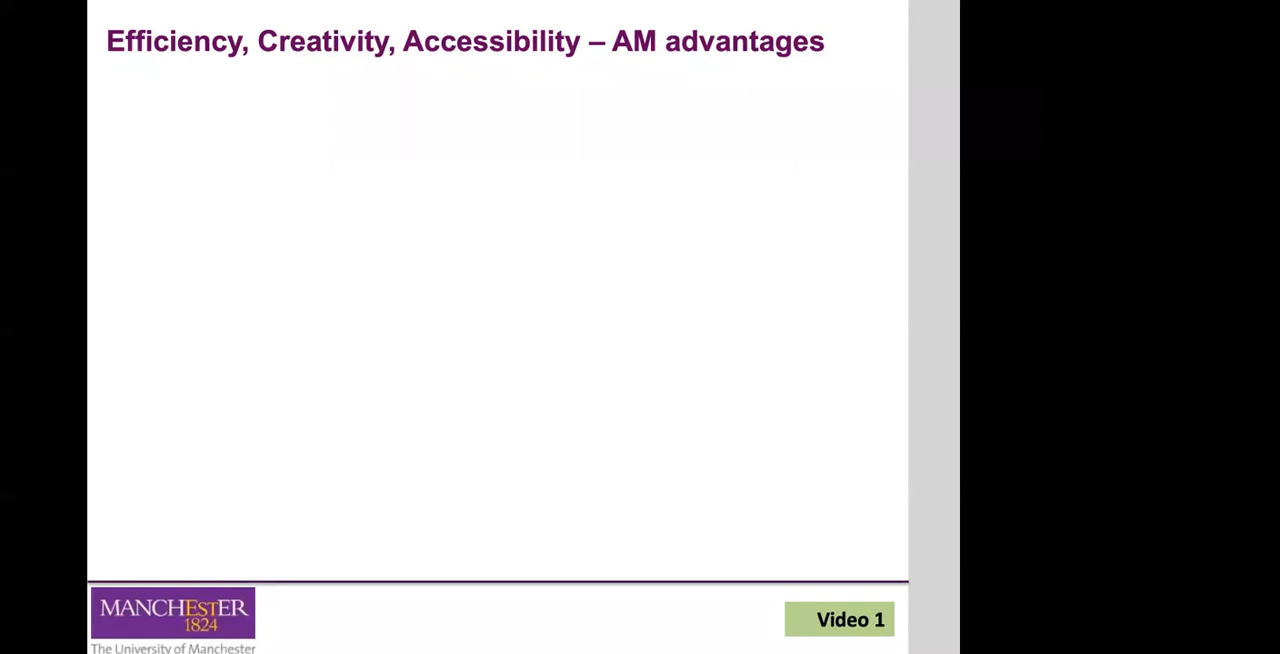 Efficiency, Creativity, Accessibility – AM advantages
MANCHESTER
1824
The University of Manchester
Video 1